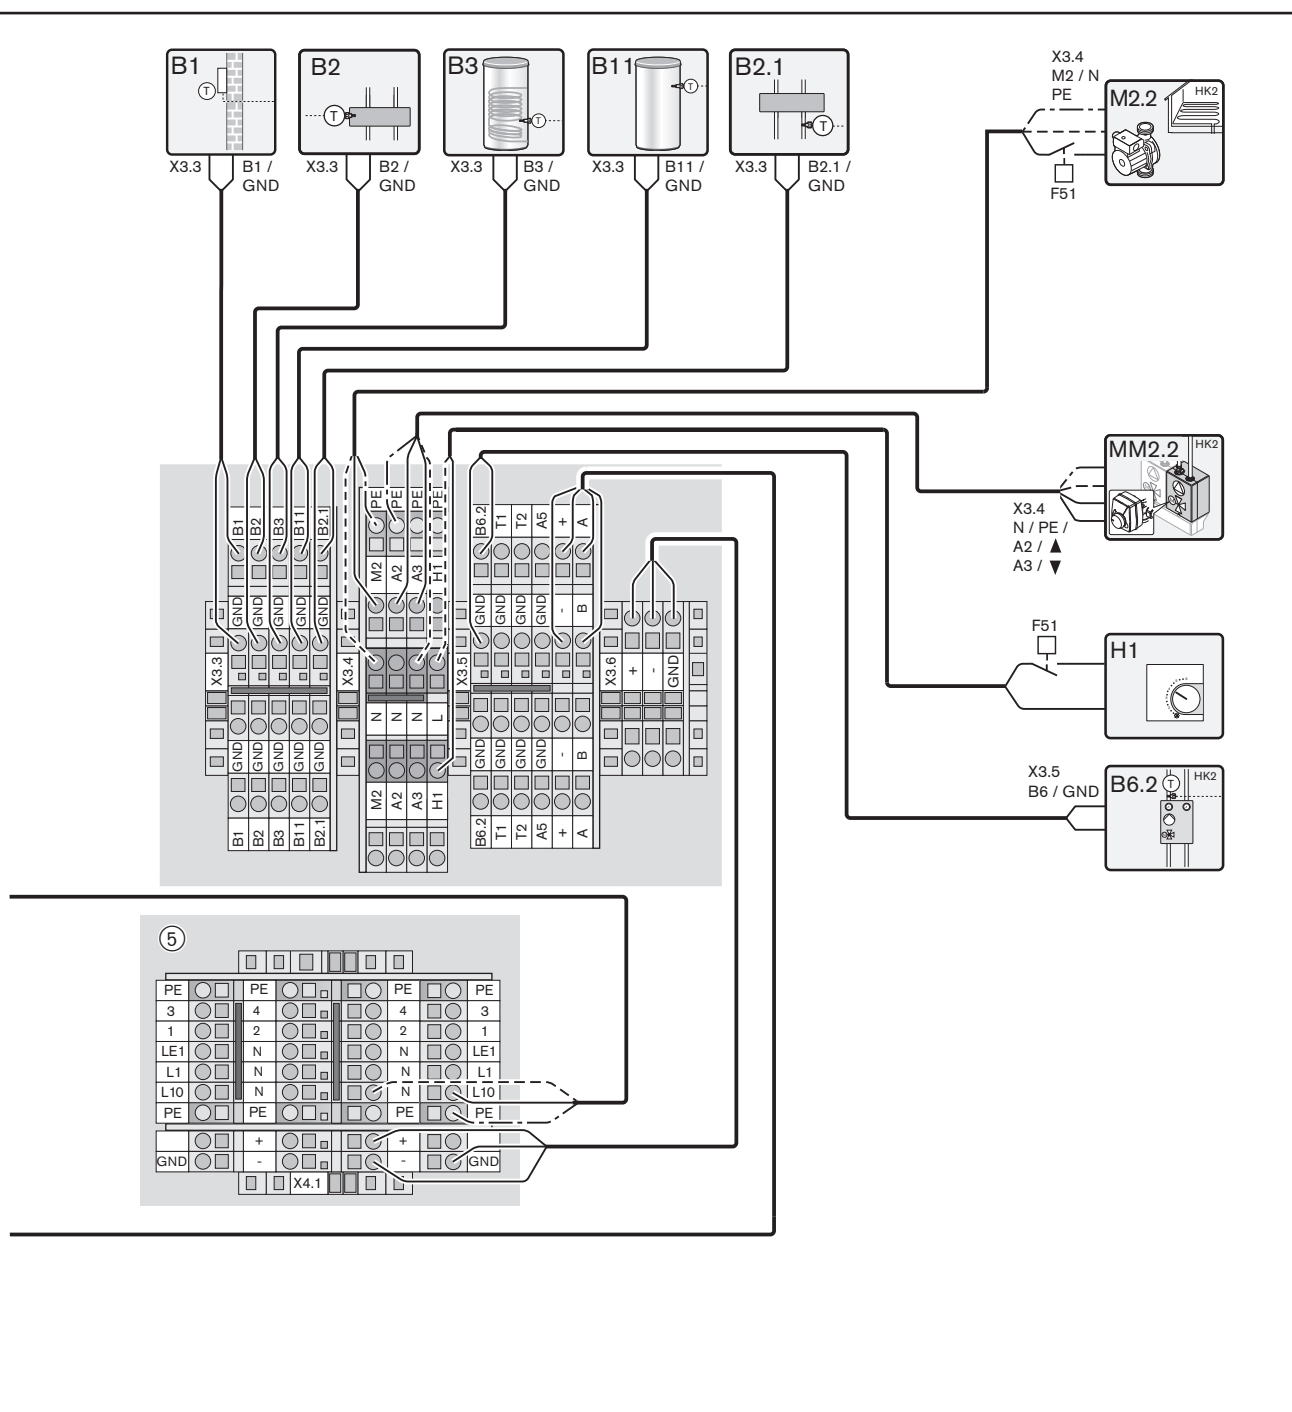 B1
B2
B3
B11
B2.1
T
T
T
T
T
X3.3
B1 /
GND
X3.3
B2 /
GND
X3.3
B3 /
GND
X3.3
B11 /
GND
X3.3
B2.1 /
GND
X3.4
M2 / N
PE
F51
M2.2
HK2
MM2.2
HK2
X3.4
N / PE /
A2 / ▲
A3 / ▼
F51
H1
X3.5
B6 / GND
B6.2
T
HK2
B1
B2
B3
B11
B2.1
GND
GND
GND
GND
GND
X3.3
GND
GND
GND
GND
GND
B1
B2
B3
B11
B2.1
PE
PE
PE
PE
M2
A2
A3
H1
X3.4
N
N
N
L
M2
A2
A3
H1
B6.2
T1
T2
A5
+
A
GND
GND
GND
GND
-
B
X3.5
GND
GND
GND
GND
-
B
B6.2
T1
T2
A5
+
A
X3.6
+
-
GND
5
PE PE PE PE
3 4 4 3
1 2 2 1
LE1 N N LE1
L1 N N L1
L10 N N L10
PE PE PE PE
+ +
GND - - GND
X4.1